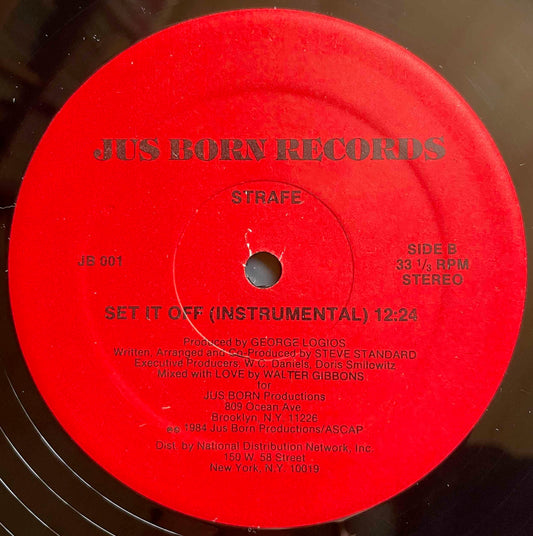 JUS BORN RECORDS
STRAFE
JB 001
SIDE B
33 ⅓ RPM
STEREO
SET IT OFF (INSTRUMENTAL) 12:24
Produced by GEORGE LOGIOS
Written, Arranged and Co-Produced by STEVE STANDARD
Executive Producers, W.C. Daniels, Doris Smilowitz
Mixed with LOVE by WALTER GIBBONS
for
JUS BORN Productions
809 Ocean Ave.
Brooklyn, N.Y. 11226
℗© 1984 Jus Born Productions/ASCAP
Dist. by National Distribution Network, Inc.
150 W. 58 Street
New York, N.Y. 10019